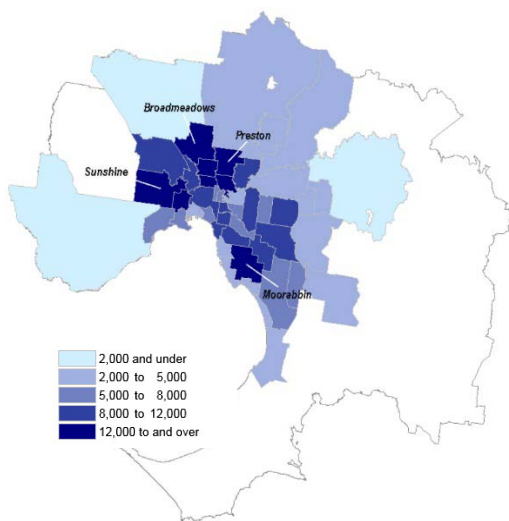 Broadmeadows
Preston
Sunshine
Moorabbin
2,000 and under
2,000 to 5,000
5,000 to 8,000
8,000 to 12,000
12,000 to and over